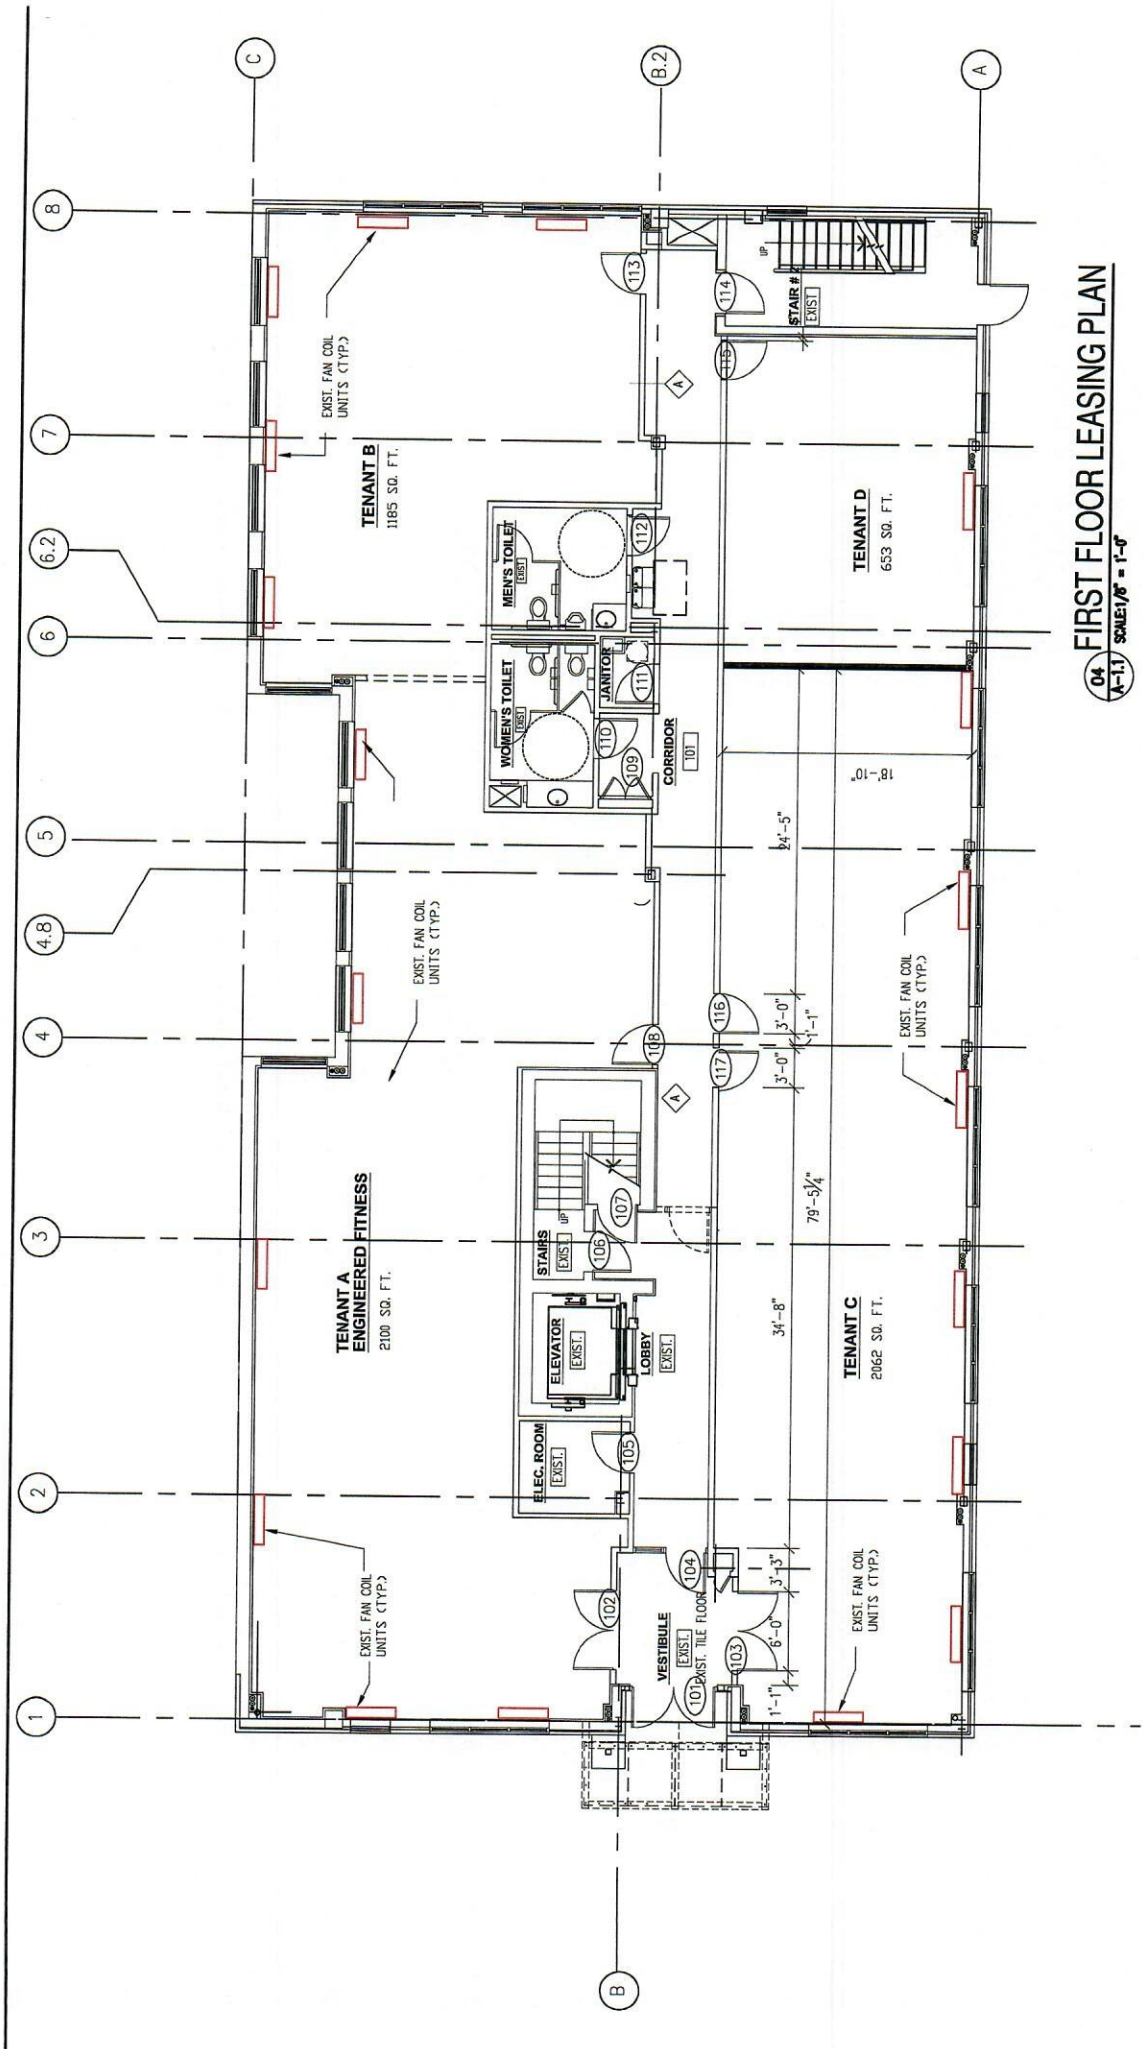 1
2
3
4
4.8
5
6
6.2
7
8
C
B.2
A
B
EXIST. FAN COIL
UNITS (TYP.)
EXIST. FAN COIL
UNITS (TYP.)
EXIST. FAN COIL
UNITS (TYP.)
TENANT A
ENGINEERED FITNESS
2100 SQ. FT.
TENANT B
1185 SQ. FT.
WOMEN'S TOILET
EXIST
MEN'S TOILET
EXIST
JANITOR
ELEC. ROOM
EXIST.
ELEVATOR
EXIST.
STAIRS
EXIST.
UP
LOBBY
EXIST.
VESTIBULE
EXIST.
EXIST. TILE FLOOR
CORRIDOR
101
101
102
103
104
105
106
107
108
109
110
111
112
113
114
115
116
117
A
A
STAIR # 2
EXIST
UP
1'-1"
6'-0"
3'-3"
34'-8"
3'-0"
1'-1"
3'-0"
24'-5"
18'-10"
79'-5¼"
TENANT C
2062 SQ. FT.
TENANT D
653 SQ. FT.
EXIST. FAN COIL
UNITS (TYP.)
EXIST. FAN COIL
UNITS (TYP.)
04
A-1.1
FIRST FLOOR LEASING PLAN
SCALE:1/8" = 1'-0"